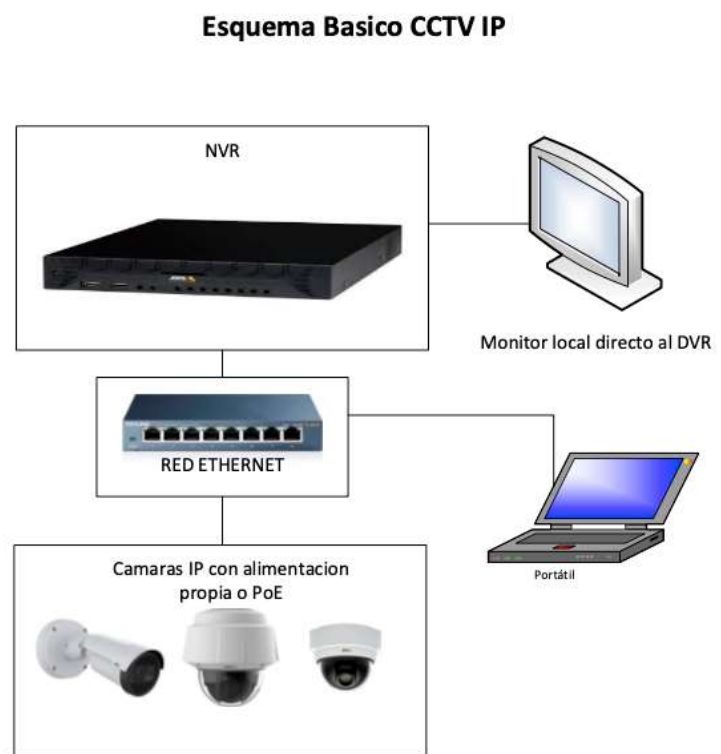 Esquema Basico CCTV IP
NVR
AXIS
Monitor local directo al DVR
RED ETHERNET
Portátil
Camaras IP con alimentacion
propia o PoE